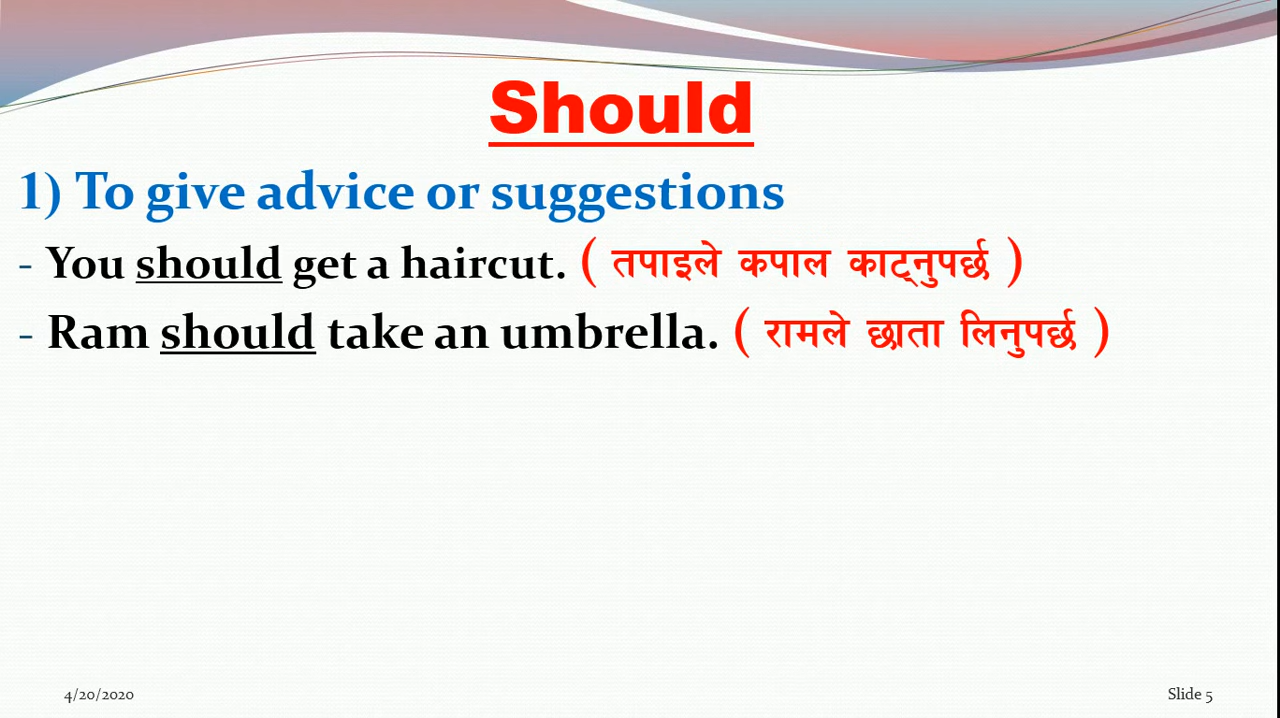 Should
1) To give advice or suggestions
- You should get a haircut. ( तपाइले कपाल काट्नुपर्छ )
- Ram should take an umbrella. ( रामले छाता लिनुपर्छ )
4/20/2020 Slide 5